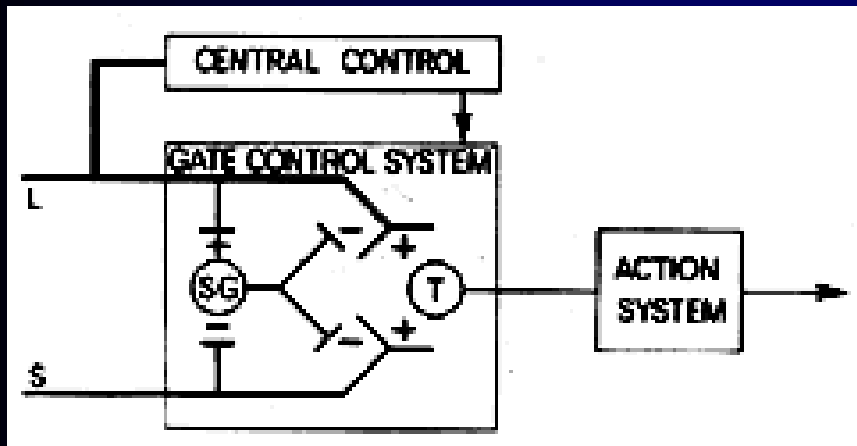 CENTRAL CONTROL
GATE CONTROL SYSTEM
L
+
-
+
SG
T
ACTION
SYSTEM
-
-
+
S